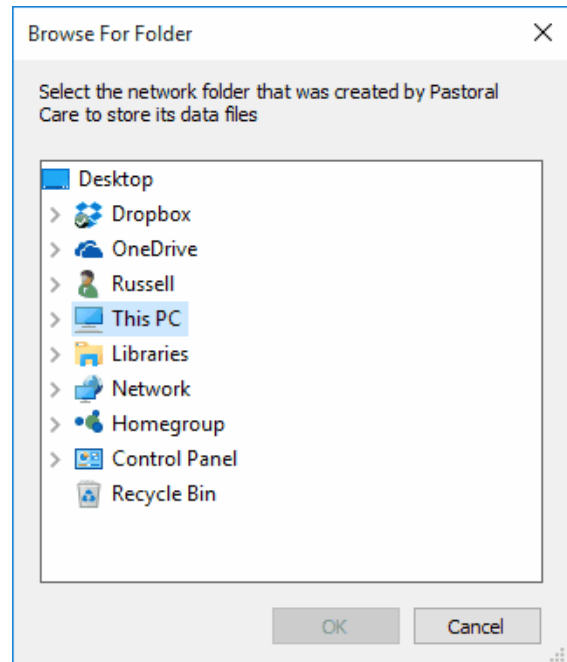 Browse For Folder
Select the network folder that was created by Pastoral
Care to store its data files
Desktop
Dropbox
OneDrive
Russell
This PC
Libraries
Network
Homegroup
Control Panel
Recycle Bin
OK
Cancel